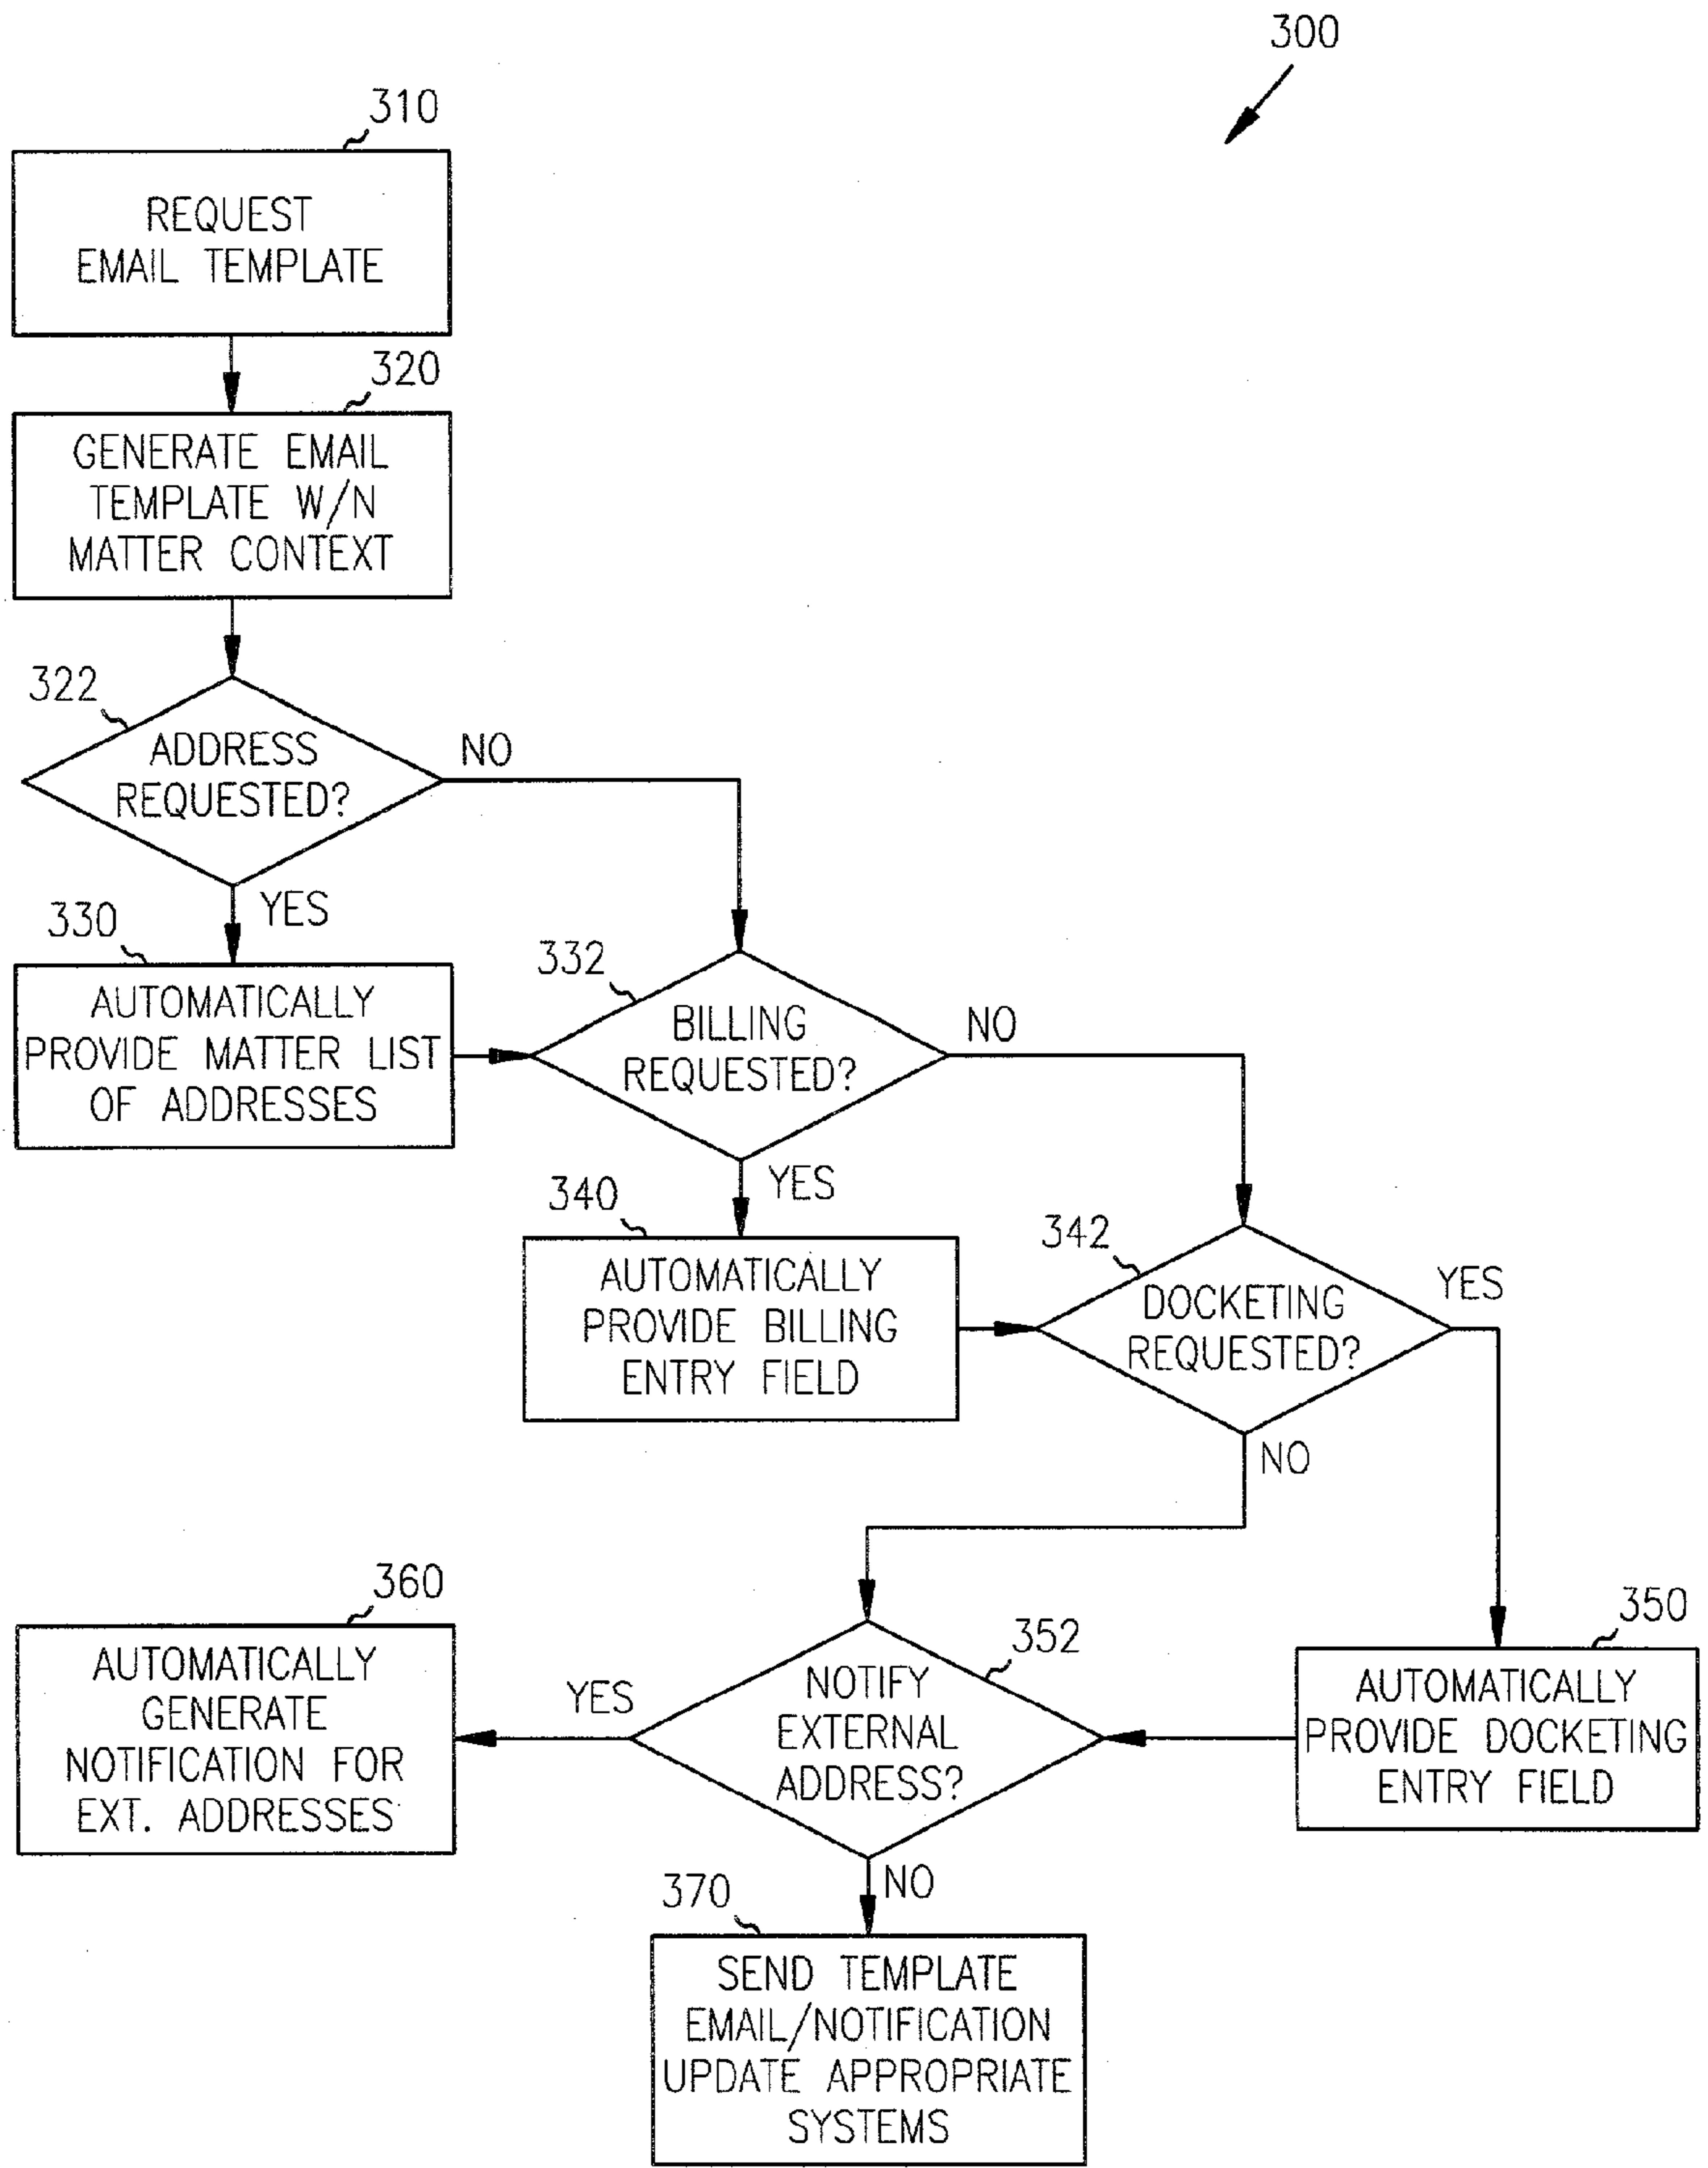 300
310
REQUEST
EMAIL TEMPLATE
320
GENERATE EMAIL
TEMPLATE W/N
MATTER CONTEXT
322
ADDRESS
REQUESTED?
NO
YES
330
AUTOMATICALLY
PROVIDE MATTER LIST
OF ADDRESSES
332
BILLING
REQUESTED?
NO
YES
340
AUTOMATICALLY
PROVIDE BILLING
ENTRY FIELD
342
DOCKETING
REQUESTED?
YES
NO
350
AUTOMATICALLY
PROVIDE DOCKETING
ENTRY FIELD
352
NOTIFY
EXTERNAL
ADDRESS?
YES
NO
360
AUTOMATICALLY
GENERATE
NOTIFICATION FOR
EXT. ADDRESSES
370
SEND TEMPLATE
EMAIL/NOTIFICATION
UPDATE APPROPRIATE
SYSTEMS